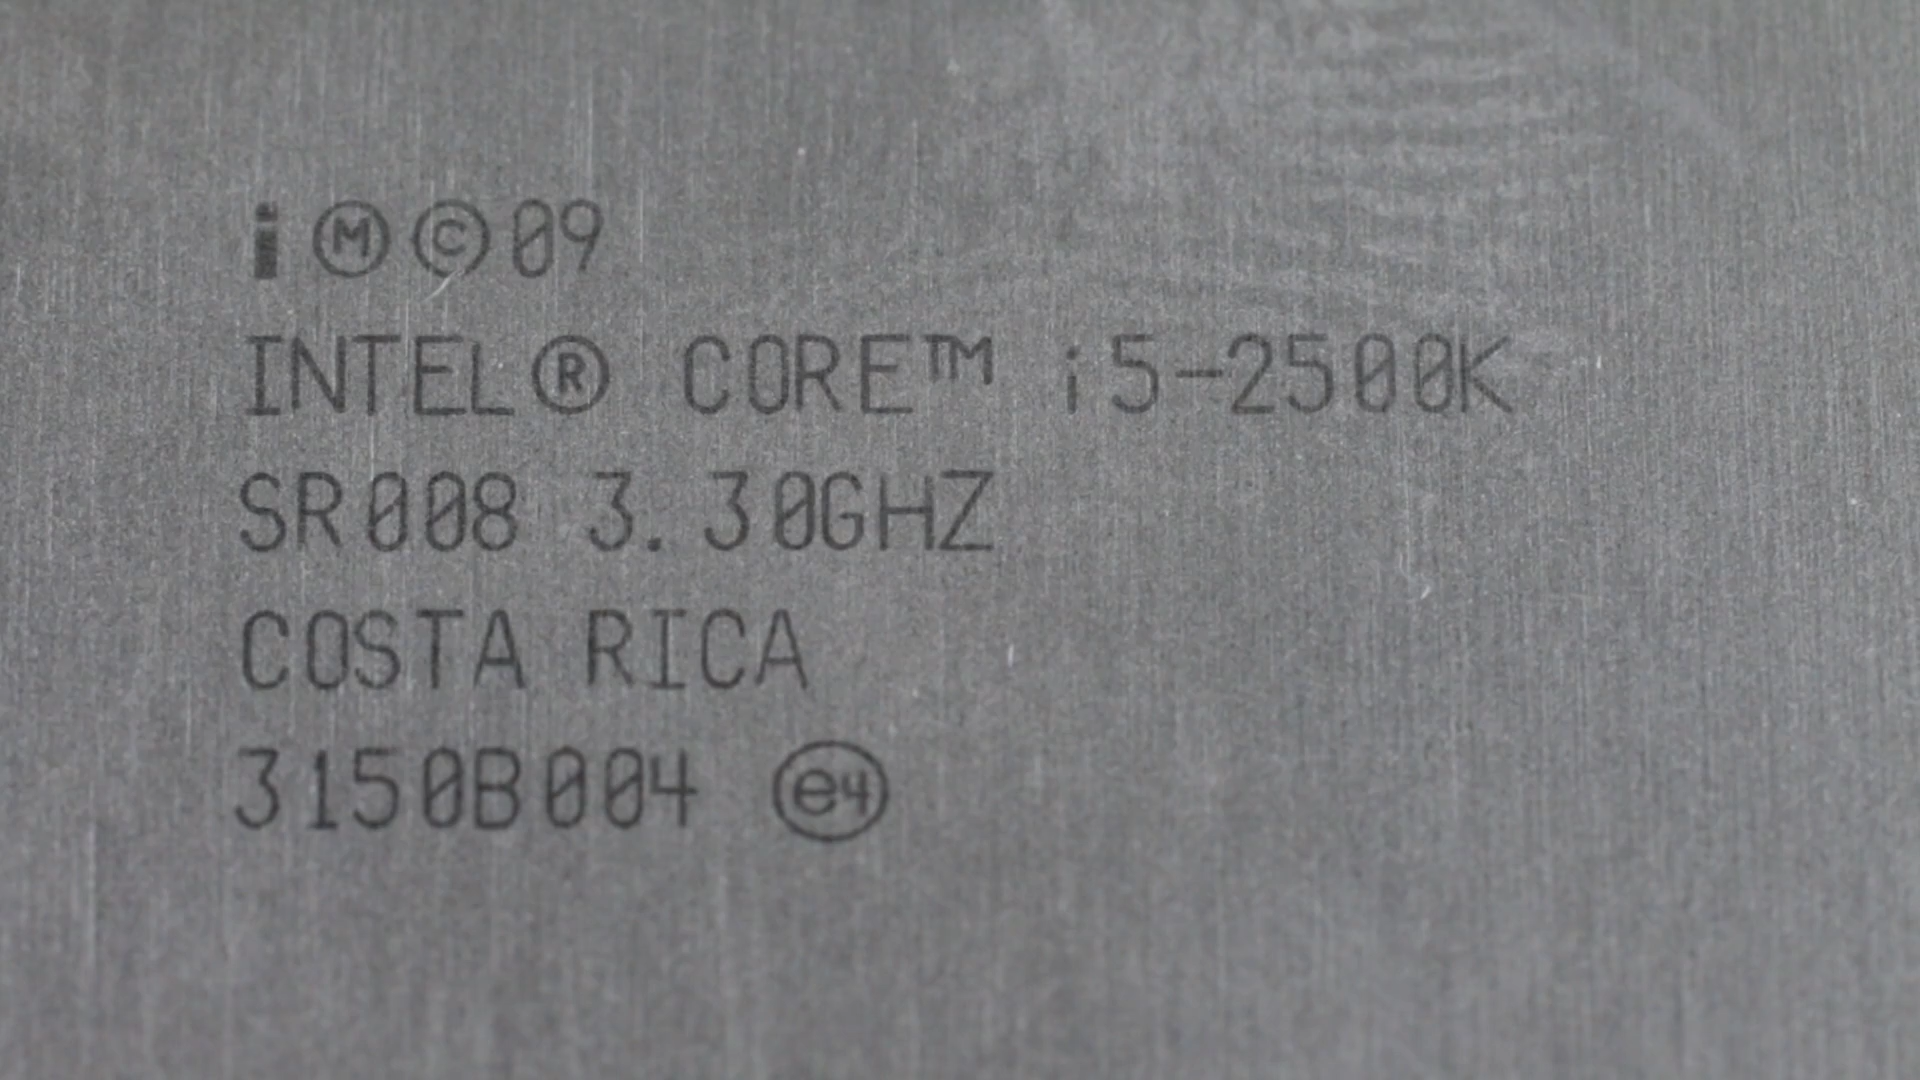 i Ⓜ © 09
INTEL® CORE™ i5-2500K
SR008 3.30GHZ
COSTA RICA
3150B004 e4